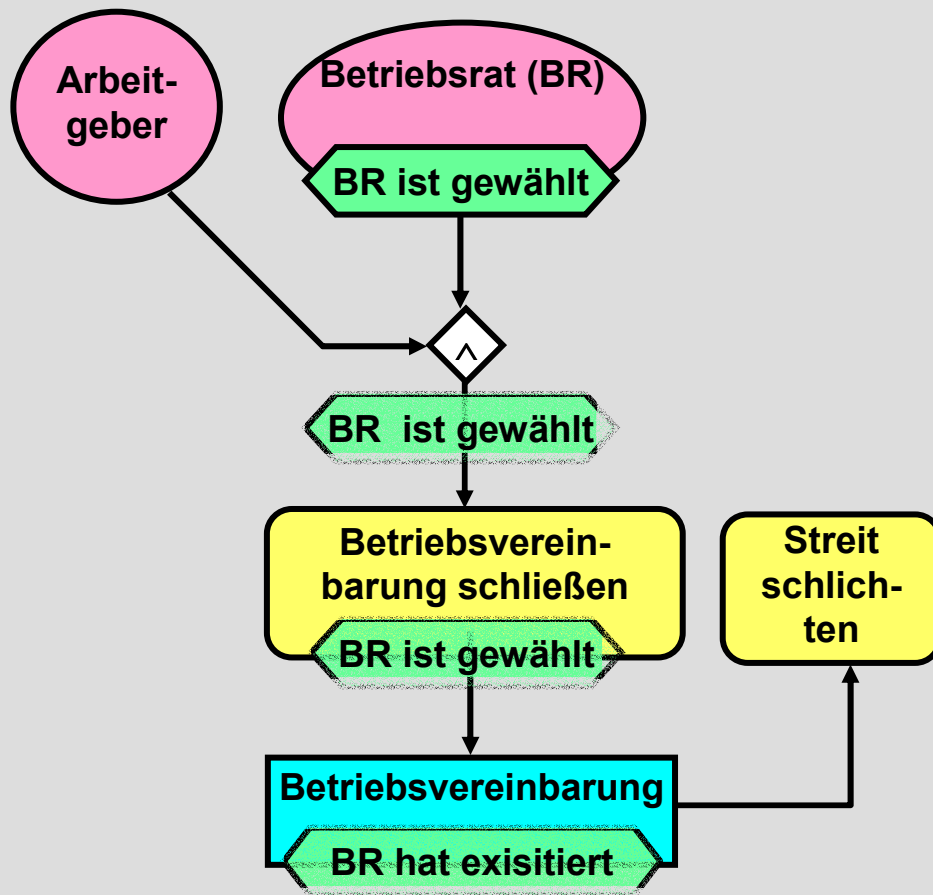 Arbeit-
geber
Betriebsrat (BR)
BR ist gewählt
^
BR ist gewählt
Betriebsverein-
barung schließen
BR ist gewählt
Streit
schlich-
ten
Betriebsvereinbarung
BR hat exisitiert